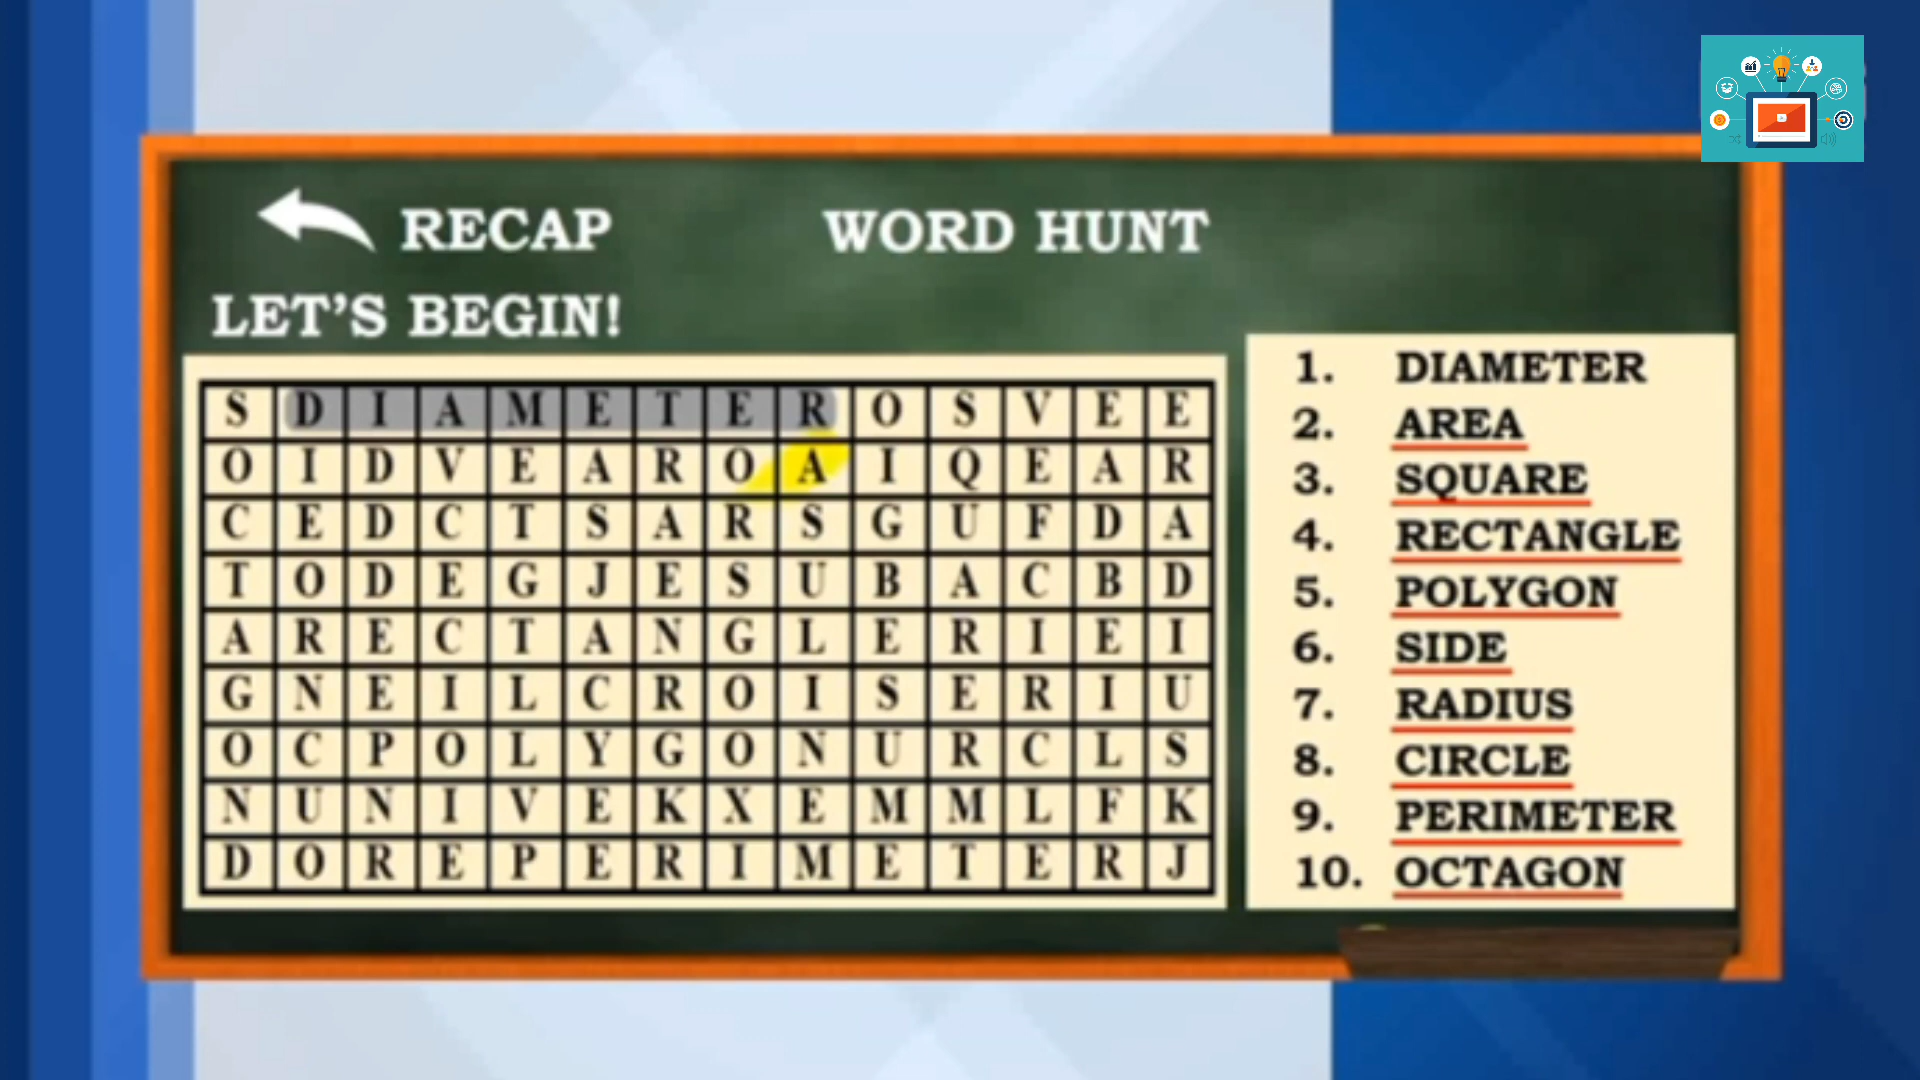 RECAP WORD HUNT
LET'S BEGIN!
S D I A M E T E R O S V E E
O I D V E A R O A I Q E A R
C E D C T S A R S G U F D A
T O D E G J E S U B A C B D
A R E C T A N G L E R I E I
G N E I L C R O I S E R I U
O C P O L Y G O N U R C L S
N U N I V E K X E M M L F K
D O R E P E R I M E T E R J
1. DIAMETER
2. AREA
3. SQUARE
4. RECTANGLE
5. POLYGON
6. SIDE
7. RADIUS
8. CIRCLE
9. PERIMETER
10. OCTAGON